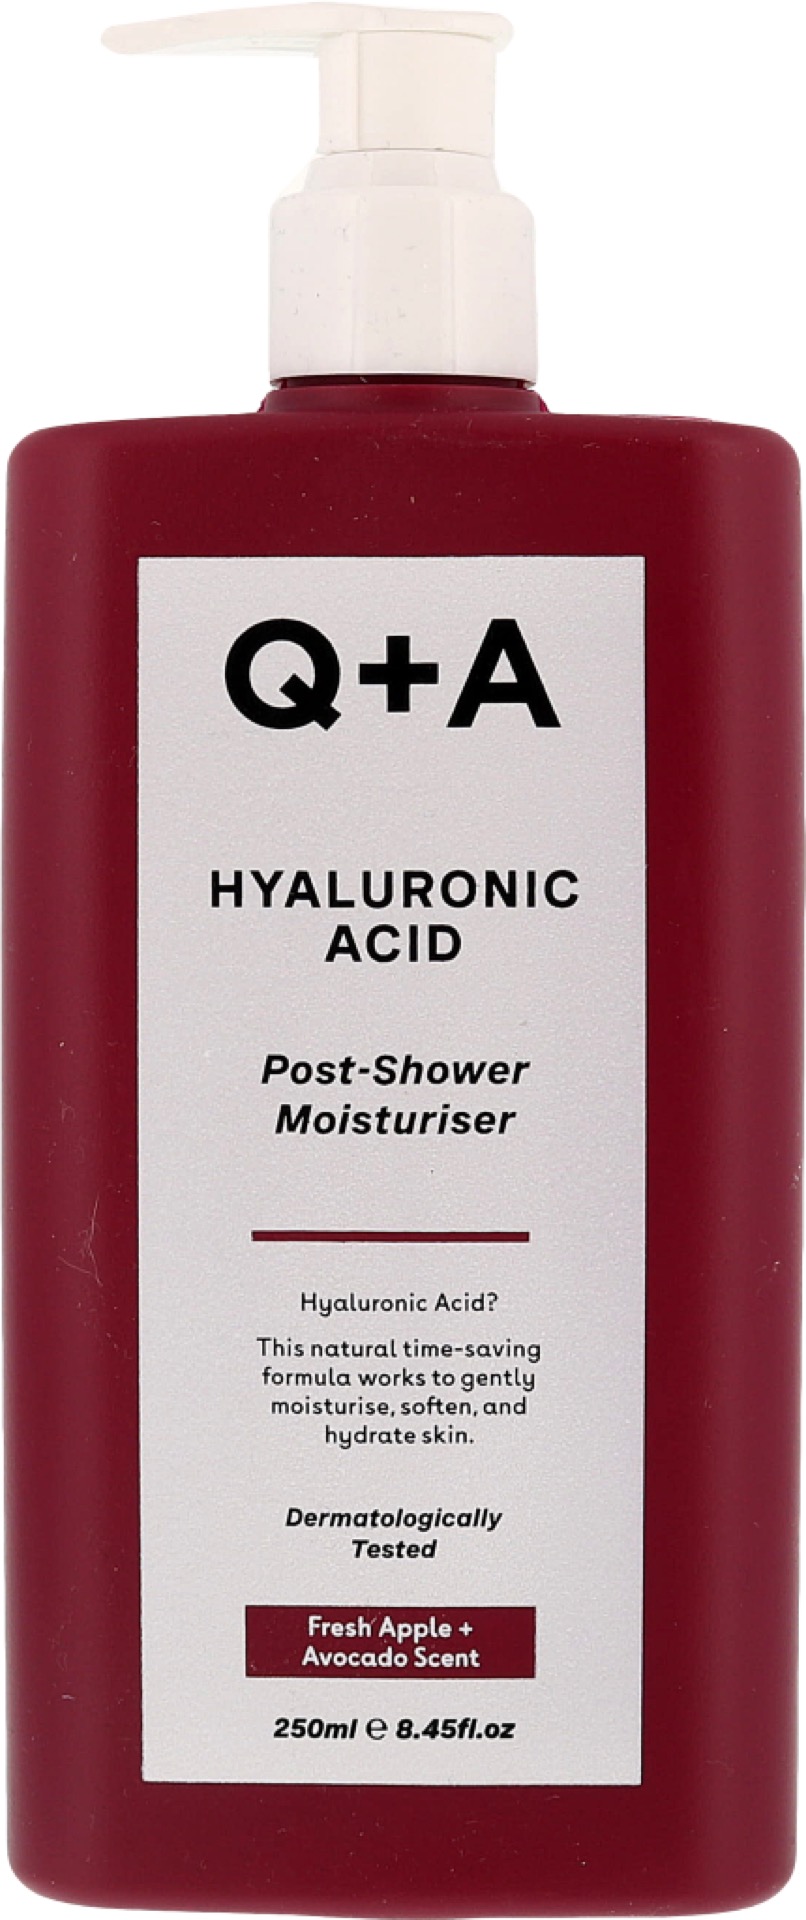 Q+A
HYALURONIC
ACID
Post-Shower
Moisturiser
Hyaluronic Acid?
This natural time-saving
formula works to gently
moisturise, soften, and
hydrate skin.
Dermatologically
Tested
Fresh Apple +
Avocado Scent
250ml ℮ 8.45fl.oz